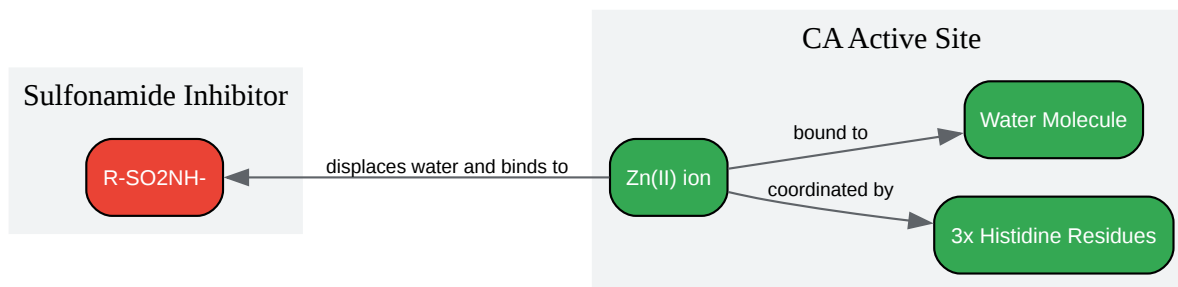 CA Active Site
Sulfonamide Inhibitor
Water Molecule
bound to
displaces water and binds to
R-SO2NH-
Zn(II) ion
coordinated by
3x Histidine Residues